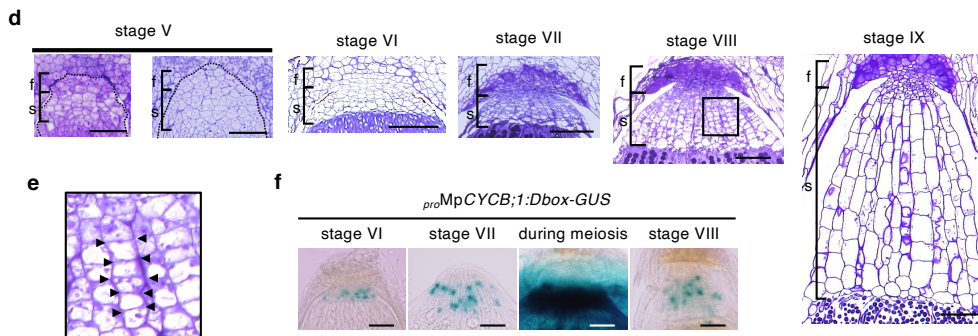 d
stage V
stage VI
stage VII
stage VIII
stage IX
f
s
f
s
f
s
f
s
f
s
f
s
e
f
proMpCYCB;1:Dbox-GUS
stage VI
stage VII
during meiosis
stage VIII